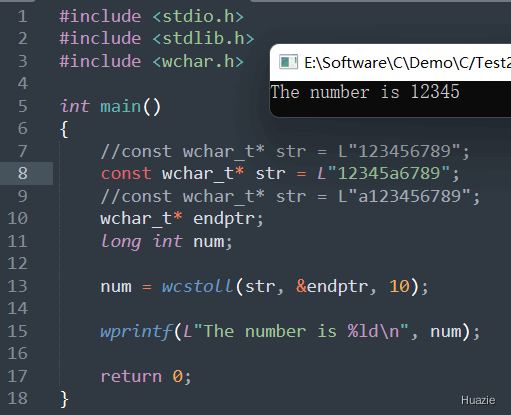 1 #include <stdio.h>
2 #include <stdlib.h>
3 #include <wchar.h>
E:\Software\C\Demo\C/Test2
The number is 12345
4
5 int main()
6 {
7 //const wchar_t* str = L"123456789";
8 const wchar_t* str = L"12345a6789";
9 //const wchar_t* str = L"a123456789";
10 wchar_t* endptr;
11 long int num;
12
13 num = wcstoll(str, &endptr, 10);
14
15 wprintf(L"The number is %ld\n", num);
16
17 return 0;
18 }
Huazie